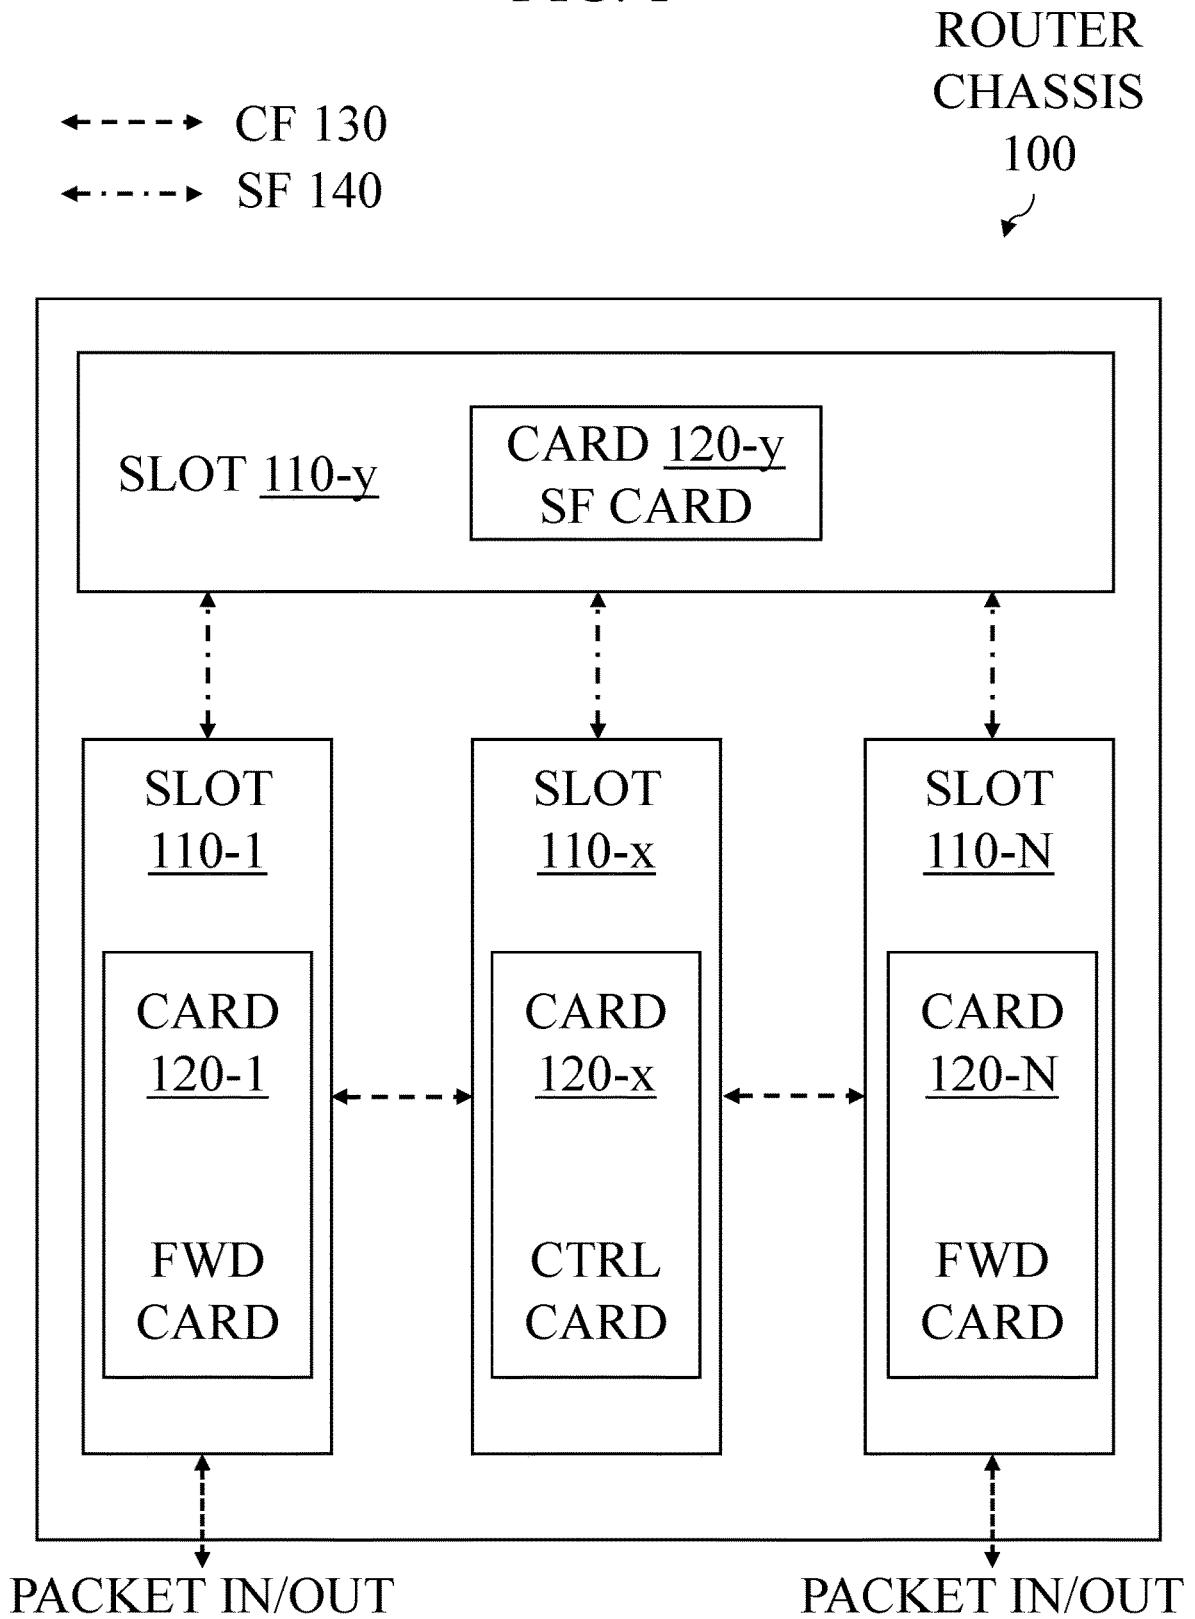 ROUTER
CHASSIS
100
CF 130
SF 140
SLOT 110-y
CARD 120-y
SF CARD
SLOT
110-1
CARD
120-1
FWD
CARD
SLOT
110-x
CARD
120-x
CTRL
CARD
SLOT
110-N
CARD
120-N
FWD
CARD
PACKET IN/OUT
PACKET IN/OUT